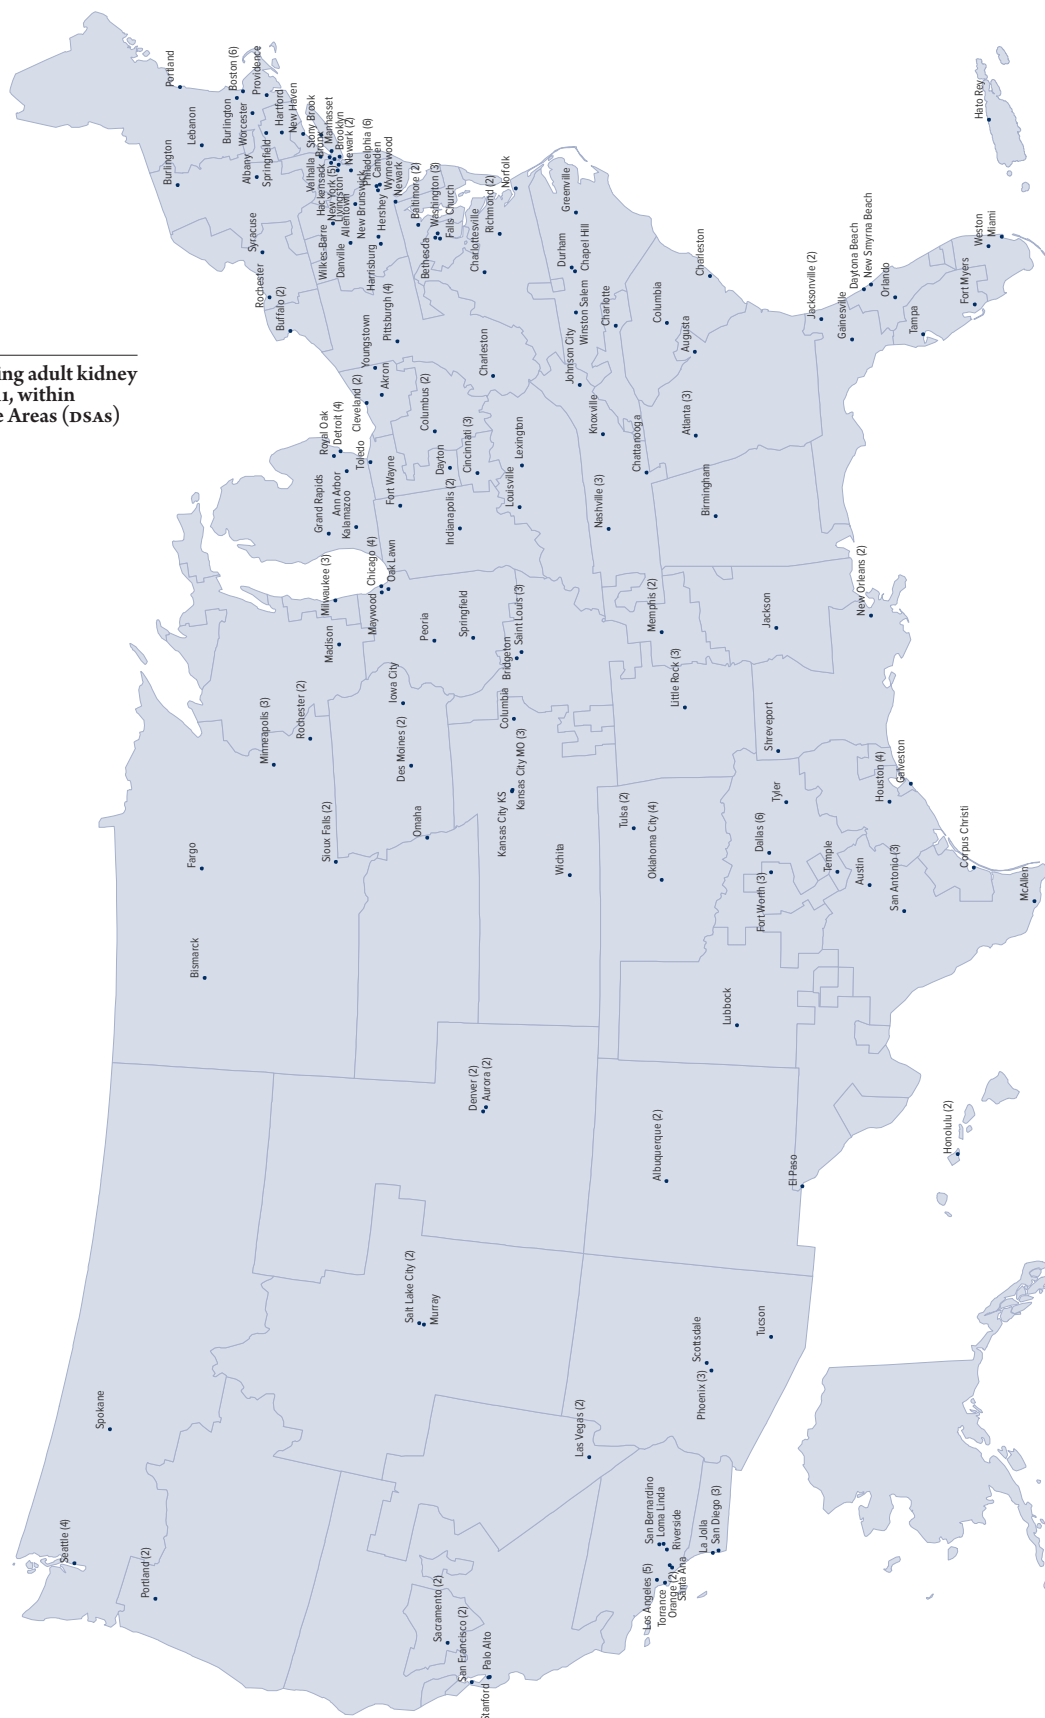 ing adult kidney
11, within
e Areas (DSAs)
Portland
Boston (6)
Providence
Lebanon
Burlington
Worcester
Hartford
New Haven
Burlington
Albany
Springfield
Stony Brook
Manhasset
Bronx
Brooklyn
Newark (2)
Valhalla
Hackensack
New York (5)
Livingston
Philadelphia (6)
Camden
Wynnewood
Newark
Syracuse
Wilkes-Barre
Allentown
New Brunswick
Danville
Hershey
Harrisburg
Baltimore (2)
Washington (3)
Falls Church
Bethesda
Rochester
Buffalo (2)
Charlottesville
Richmond (2)
Norfolk
Pittsburgh (4)
Youngstown
Akron
Cleveland (2)
Greenville
Durham
Chapel Hill
Winston Salem
Charlotte
Johnson City
Charleston
Columbia
Augusta
Charleston
Hato Rey
Jacksonville (2)
Gainesville
Daytona Beach
New Smyrna Beach
Orlando
Tampa
Fort Myers
Weston
Miami
Royal Oak
Detroit (4)
Toledo
Columbus (2)
Dayton
Cincinnati (3)
Lexington
Louisville
Knoxville
Chattanooga
Atlanta (3)
Grand Rapids
Ann Arbor
Kalamazoo
Fort Wayne
Indianapolis (2)
Nashville (3)
Birmingham
Milwaukee (3)
Madison
Chicago (4)
Oak Lawn
Maywood
Peoria
Springfield
Saint Louis (3)
Bridgeton
Memphis (2)
Jackson
New Orleans (2)
Minneapolis (3)
Rochester (2)
Iowa City
Des Moines (2)
Columbia
Kansas City MO (3)
Kansas City KS
Little Rock (3)
Shreveport
Fargo
Sioux Falls (2)
Omaha
Wichita
Tulsa (2)
Oklahoma City (4)
Tyler
Dallas (6)
Fort Worth (3)
Temple
Austin
San Antonio (3)
Houston (4)
Galveston
Corpus Christi
McAllen
Bismarck
Lubbock
Denver (2)
Aurora (2)
Albuquerque (2)
El Paso
Honolulu (2)
Salt Lake City (2)
Murray
Scottsdale
Phoenix (3)
Tucson
Spokane
Las Vegas (2)
Seattle (4)
Portland (2)
San Bernardino
Loma Linda
Riverside
Los Angeles (5)
Torrance
Orange (2)
Santa Ana
La Jolla
San Diego (3)
Sacramento (2)
San Francisco (2)
Palo Alto
Stanford